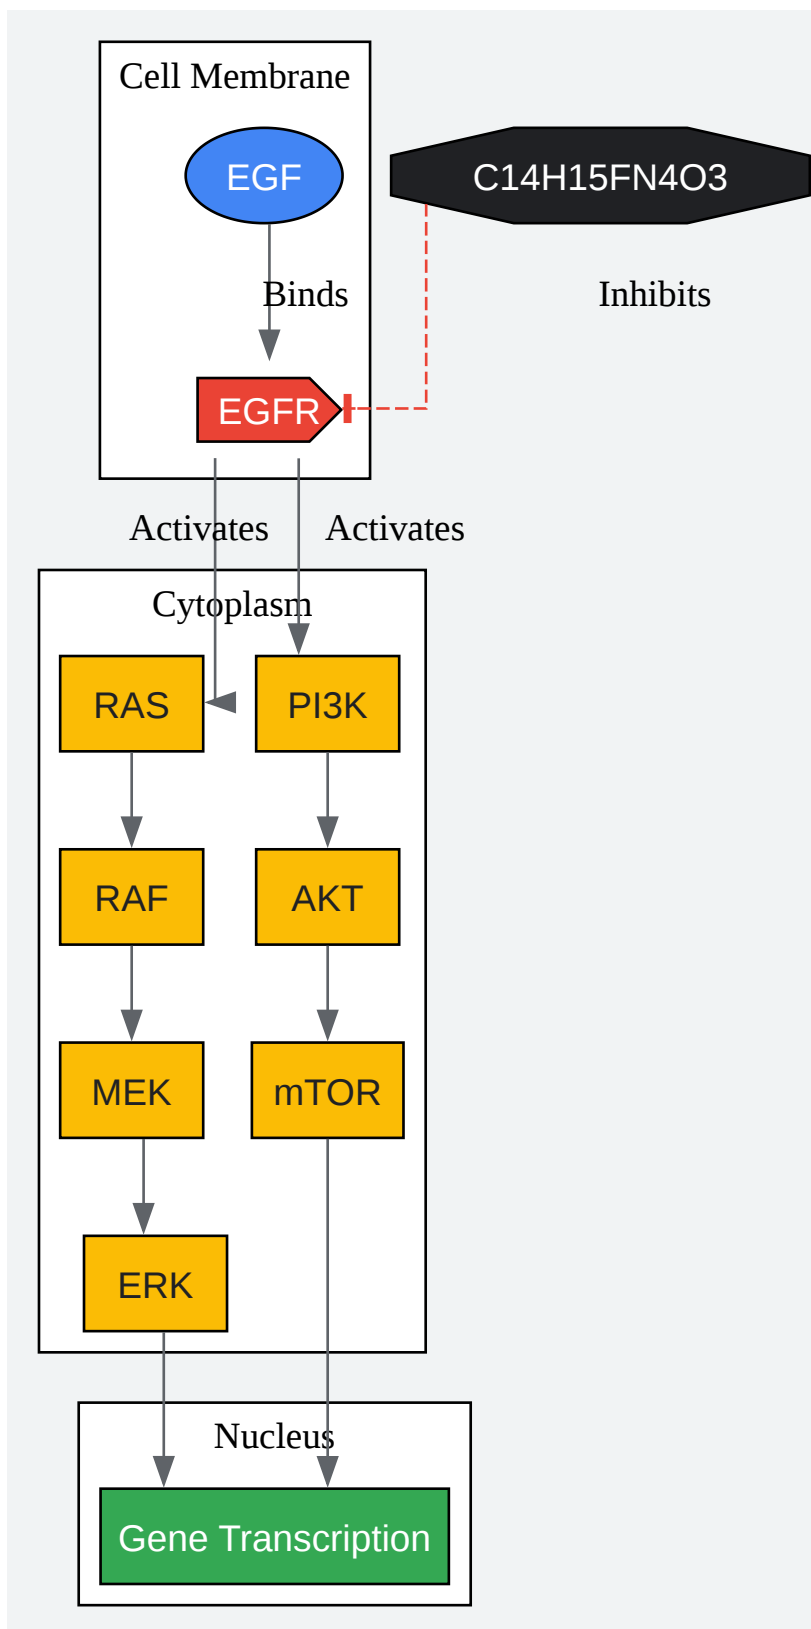 Cell Membrane
EGF
C14H15FN4O3
Binds
Inhibits
EGFR
Activates
Activates
Cytoplasm
RAS
PI3K
RAF
AKT
MEK
mTOR
ERK
Nucleus
Gene Transcription